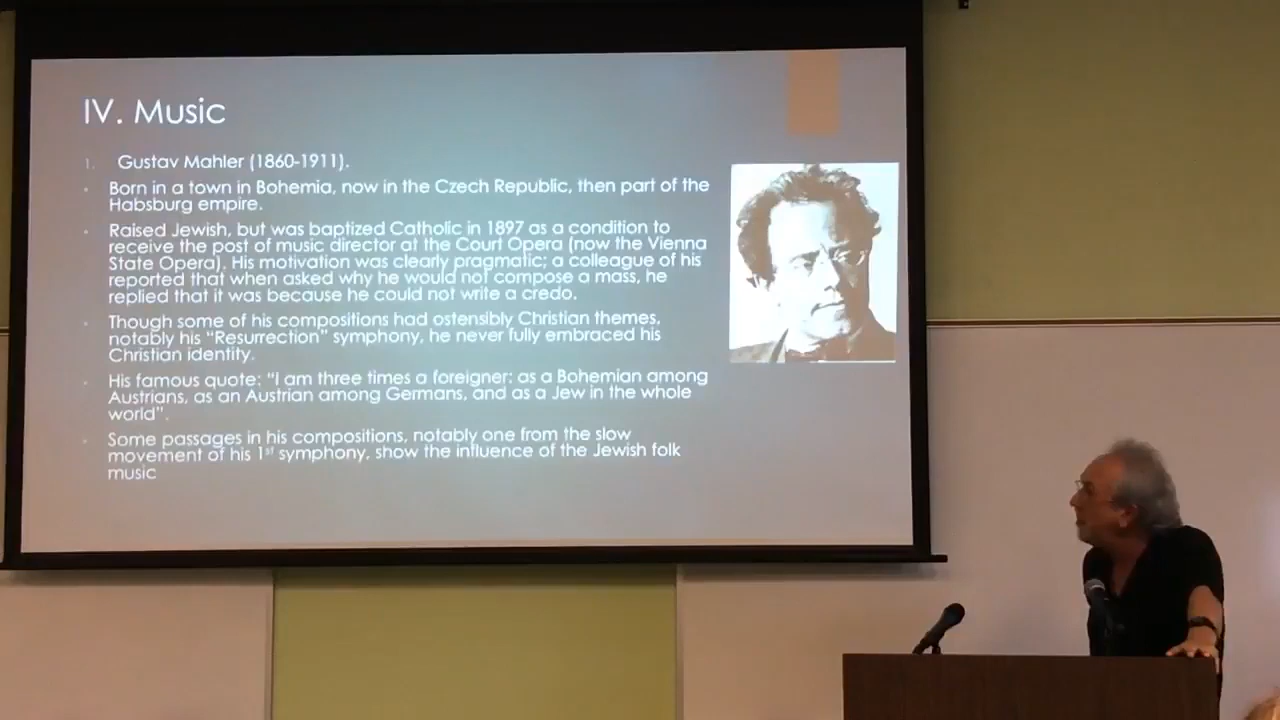 IV. Music
1. Gustav Mahler (1860-1911).
Born in a town in Bohemia, now in the Czech Republic, then part of the
Habsburg empire.
Raised Jewish, but was baptized Catholic in 1897 as a condition to
receive the post of music director at the Court Opera (now the Vienna
State Opera). His motivation was clearly pragmatic; a colleague of his
reported that when asked why he would not compose a mass, he
replied that it was because he could not write a credo.
Though some of his compositions had ostensibly Christian themes,
notably his “Resurrection” symphony, he never fully embraced his
Christian identity.
His famous quote: “I am three times a foreigner: as a Bohemian among
Austrians, as an Austrian among Germans, and as a Jew in the whole
world”.
Some passages in his compositions, notably one from the slow
movement of his 1st symphony, show the influence of the Jewish folk
music